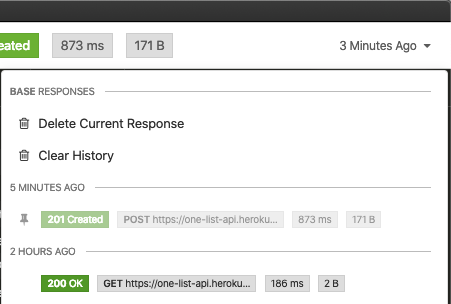 eated 873 ms 171 B 3 Minutes Ago
BASE RESPONSES
Delete Current Response
Clear History
5 MINUTES AGO
201 Created POST https://one-list-api.heroku... 873 ms 171 B
2 HOURS AGO
200 OK GET https://one-list-api.heroku... 186 ms 2 B